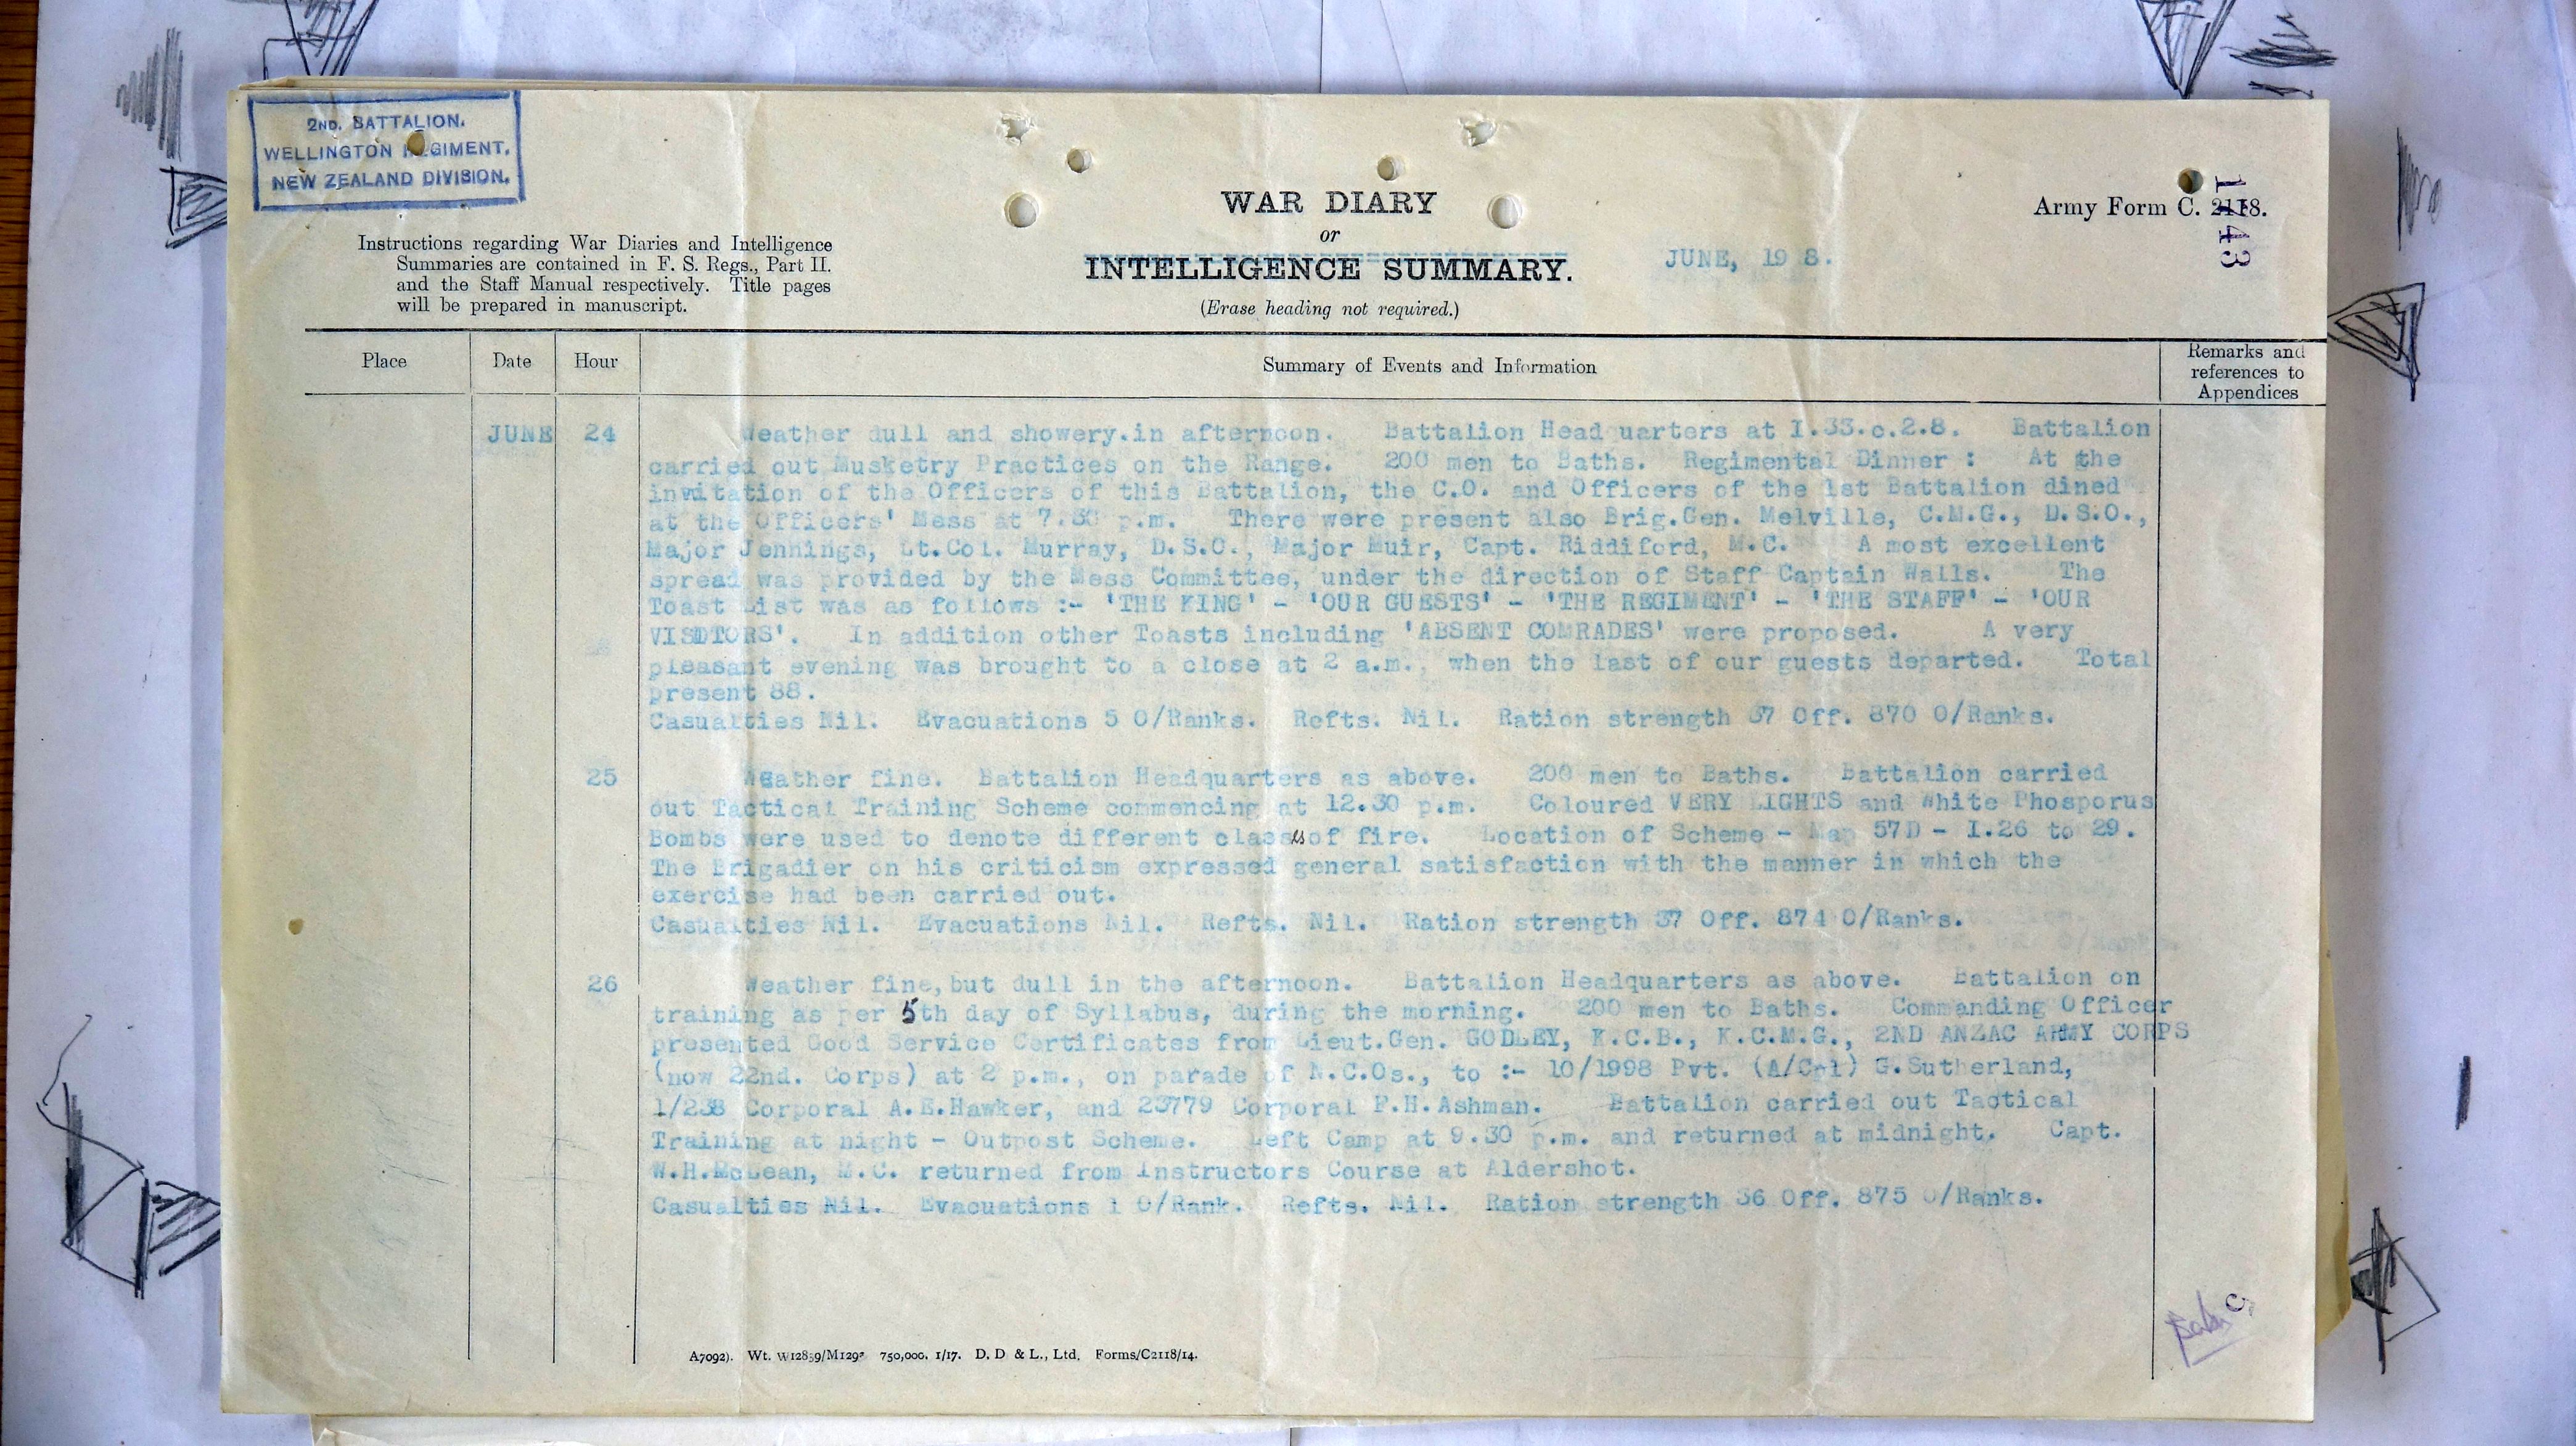 2ND. BATTALION.
WELLINGTON REGIMENT.
NEW ZEALAND DIVISION.
Instructions regarding War Diaries and Intelligence
Summaries are contained in F. S. Regs., Part II.
and the Staff Manual respectively. Title pages
will be prepared in manuscript.
WAR DIARY
or
INTELLIGENCE SUMMARY.
(Erase heading not required.)
JUNE, 19 8.
Army Form C. 2118.
143
Place
Date
Hour
Summary of Events and Information
Remarks and
references to
Appendices
JUNE 24 Weather dull and showery.in afternoon. Battalion Headquarters at I.33.c.2.8. Battalion
carried out Musketry Practices on the Range. 200 men to Baths. Regimental Dinner : At the
invitation of the Officers of this Battalion, the C.O. and Officers of the 1st Battalion dined
at the Officers' Mess at 7.30 p.m. There were present also Brig.Gen. Melville, C.M.G., D.S.O.,
Major Jennings, Lt.Col. Murray, D.S.O., Major Muir, Capt. Riddiford, M.C. A most excellent
spread was provided by the Mess Committee, under the direction of Staff Captain Walls. The
Toast List was as follows :- 'THE KING' - 'OUR GUESTS' - 'THE REGIMENT' - 'THE STAFF' - 'OUR
VISITORS'. In addition other Toasts including 'ABSENT COMRADES' were proposed. A very
pleasant evening was brought to a close at 2 a.m., when the last of our guests departed. Total
present 88.
Casualties Nil. Evacuations 5 O/Ranks. Refts. Nil. Ration strength 37 Off. 870 O/Ranks.
25 Weather fine. Battalion Headquarters as above. 200 men to Baths. Battalion carried
out Tactical Training Scheme commencing at 12.30 p.m. Coloured VERY LIGHTS and White Phosporus
Bombs were used to denote different classes of fire. Location of Scheme - Map 57D - I.26 to 29.
The Brigadier on his criticism expressed general satisfaction with the manner in which the
exercise had been carried out.
Casualties Nil. Evacuations Nil. Refts. Nil. Ration strength 37 Off. 874 O/Ranks.
26 Weather fine,but dull in the afternoon. Battalion Headquarters as above. Battalion on
training as per 5th day of Syllabus, during the morning. 200 men to Baths. Commanding Officer
presented Good Service Certificates from Lieut.Gen. GODLEY, K.C.B., K.C.M.G., 2ND ANZAC ARMY CORPS
(now 22nd. Corps) at 2 p.m., on parade of N.C.Os., to :- 10/1998 Pvt. (A/Cpl) G.Sutherland,
1/238 Corporal A.E.Hawker, and 23779 Corporal F.H.Ashman. Battalion carried out Tactical
Training at night - Outpost Scheme. Left Camp at 9.30 p.m. and returned at midnight. Capt.
W.H.McLean, M.C. returned from Instructors Course at Aldershot.
Casualties Nil. Evacuations 1 O/Rank. Refts. Nil. Ration strength 36 Off. 875 O/Ranks.
5
A7092). Wt. W12859/M1293 750,000. 1/17. D. D & L., Ltd. Forms/C2118/14.